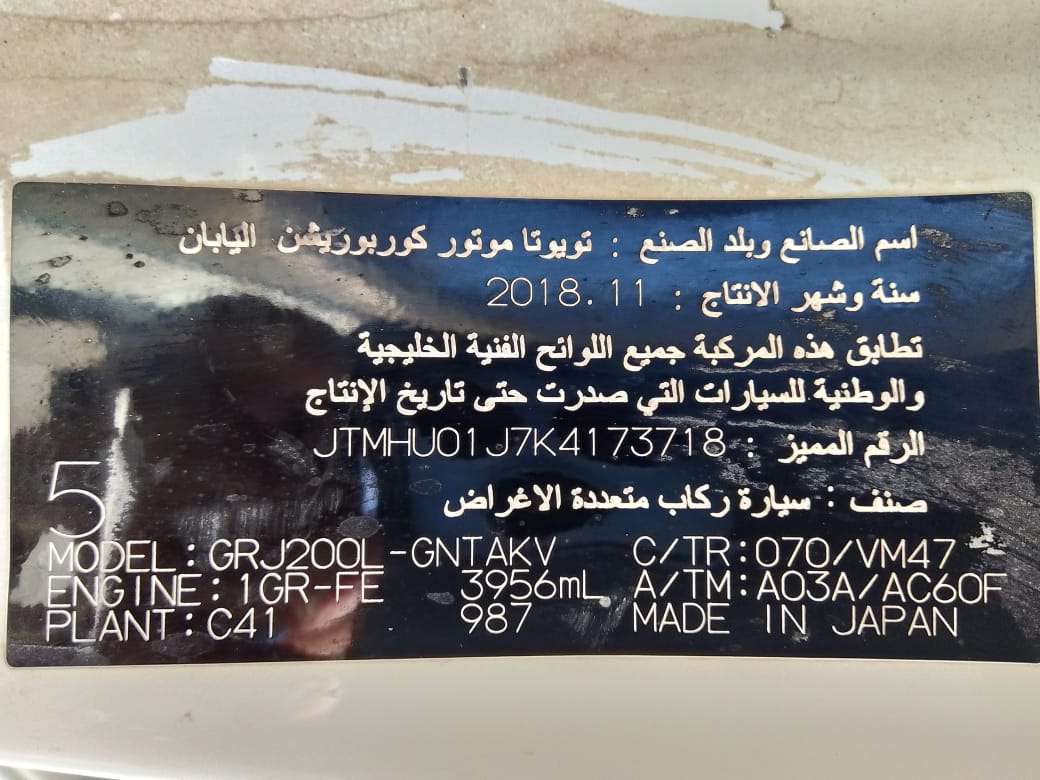 اسم الصانع وبلد الصنع : تويوتا موتور كوربوريشن اليابان
سنة وشهر الانتاج : 2018.11
تطابق هذه المركبة جميع اللوائح الفنية الخليجية
والوطنية للسيارات التي صدرت حتى تاريخ الإنتاج
الرقم المميز : JTMHU01J7K4173718
صنف : سيارة ركاب متعددة الاغراض
5
MODEL:GRJ200L-GNTAKV C/TR:070/VM47
ENGINE:1GR-FE 3956mL A/TM:A03A/AC60F
PLANT:C41 987 MADE IN JAPAN